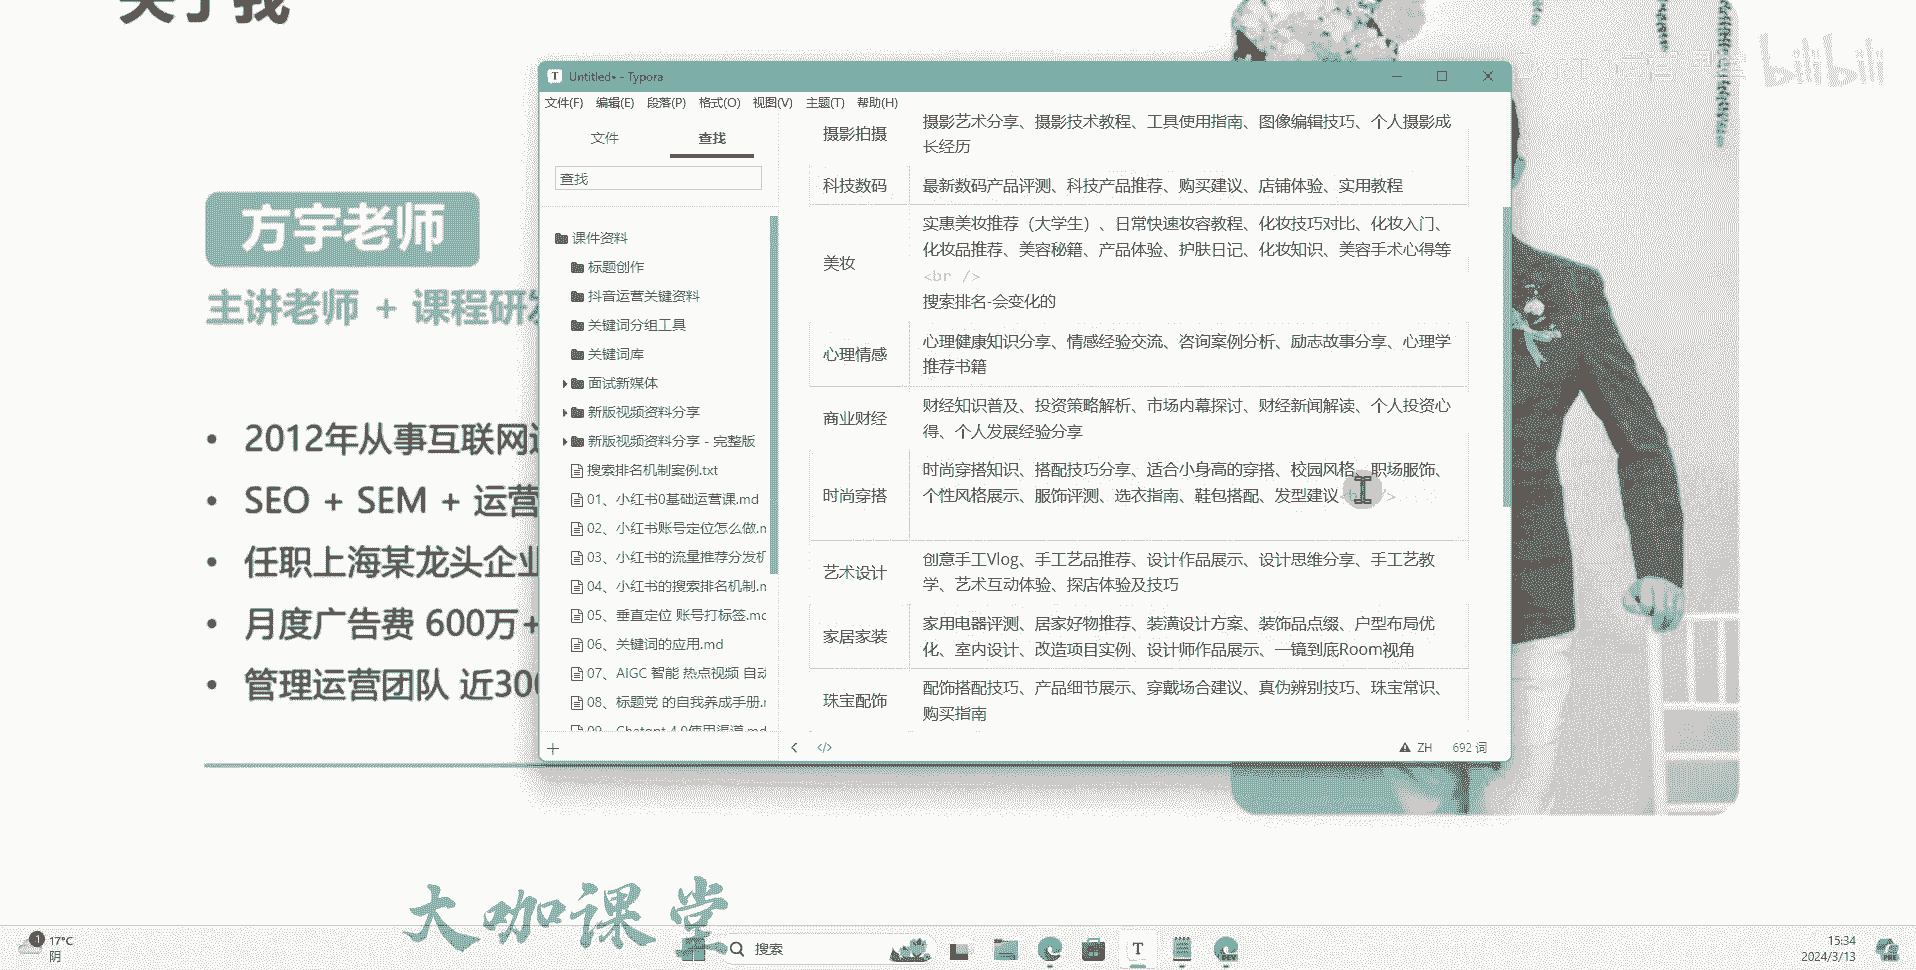 关于我
bilibili
方宇老师
主讲老师 + 课程研发
2012年从事互联网运
SEO + SEM + 运营
任职上海某龙头企业
月度广告费 600万+
管理运营团队 近300
大咖课堂
Untitled• - Typora
文件(F) 编辑(E) 段落(P) 格式(O) 视图(V) 主题(T) 帮助(H)
文件 查找
查找
课件资料
标题创作
抖音运营关键资料
关键词分组工具
关键词库
面试新媒体
新版视频资料分享
新版视频资料分享 - 完整版
搜索排名机制案例.txt
01、小红书0基础运营课.md
02、小红书账号定位怎么做.m
03、小红书的流量推荐分发机
04、小红书的搜索排名机制.m
05、垂直定位 账号打标签.mc
06、关键词的应用.md
07、AIGC 智能 热点视频 自动
08、标题党 的自我养成手册.r
09、Chatgpt 4.0使用渠道.md
摄影拍摄
摄影艺术分享、摄影技术教程、工具使用指南、图像编辑技巧、个人摄影成
长经历
科技数码
最新数码产品评测、科技产品推荐、购买建议、店铺体验、实用教程
美妆
实惠美妆推荐（大学生）、日常快速妆容教程、化妆技巧对比、化妆入门、
化妆品推荐、美容秘籍、产品体验、护肤日记、化妆知识、美容手术心得等
<br />
搜索排名-会变化的
心理情感
心理健康知识分享、情感经验交流、咨询案例分析、励志故事分享、心理学
推荐书籍
商业财经
财经知识普及、投资策略解析、市场内幕探讨、财经新闻解读、个人投资心
得、个人发展经验分享
时尚穿搭
时尚穿搭知识、搭配技巧分享、适合小身高的穿搭、校园风格、职场服饰、
个性风格展示、服饰评测、选衣指南、鞋包搭配、发型建议
艺术设计
创意手工Vlog、手工艺品推荐、设计作品展示、设计思维分享、手工艺教
学、艺术互动体验、探店体验及技巧
家居家装
家用电器评测、居家好物推荐、装潢设计方案、装饰品点缀、户型布局优
化、室内设计、改造项目实例、设计师作品展示、一镜到底Room视角
珠宝配饰
配饰搭配技巧、产品细节展示、穿戴场合建议、真伪辨别技巧、珠宝常识、
购买指南
ZH 692 词
1
17°C
阴
搜索
15:34
2024/3/13